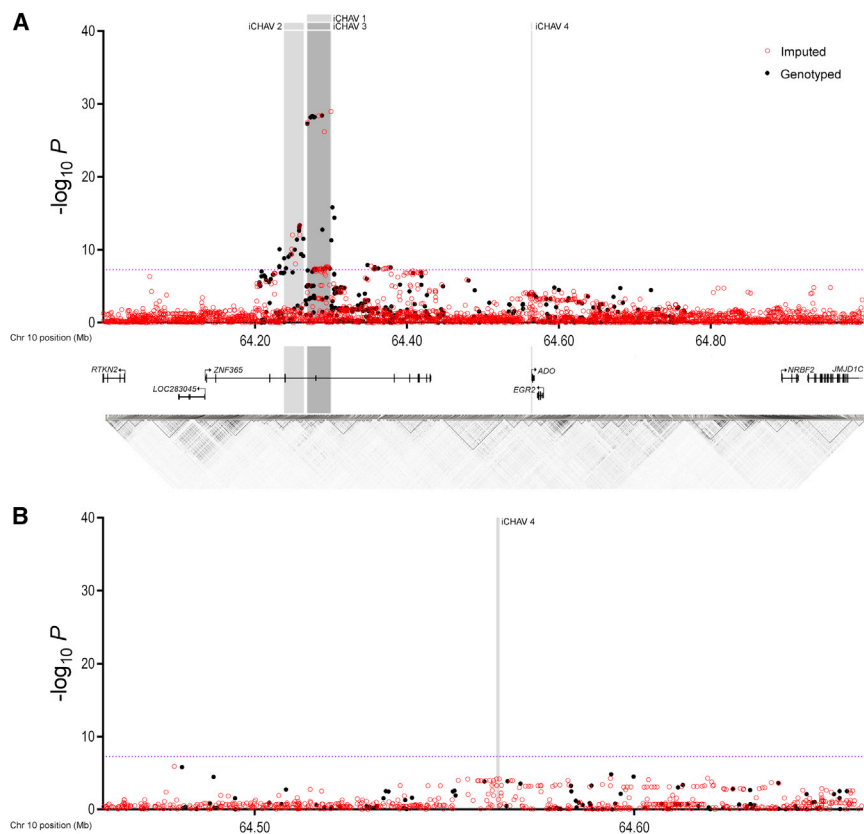 A
iCHAV 1
iCHAV 2 iCHAV 3 iCHAV 4
Imputed
Genotyped
40
30
20
10
0
-log10 P
64.20 64.40 64.60 64.80
Chr 10 position (Mb)
RTKN2 ZNF365 ADO NRBF2 JMJD1C
LOC283045 EGR2
B
iCHAV 4
40
30
20
10
0
-log10 P
64.50 64.60
Chr 10 position (Mb)